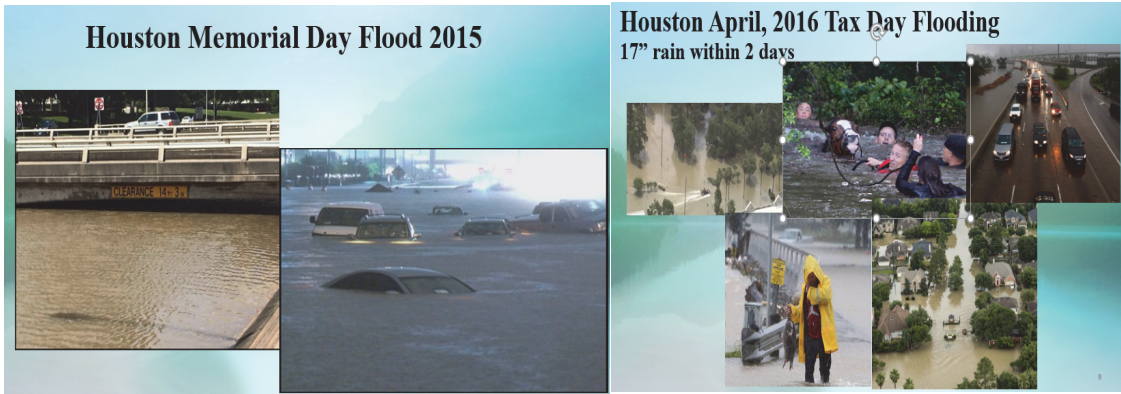 Houston Memorial Day Flood 2015
CLEARANCE 14 FT 3 IN
Houston April, 2016 Tax Day Flooding
17” rain within 2 days